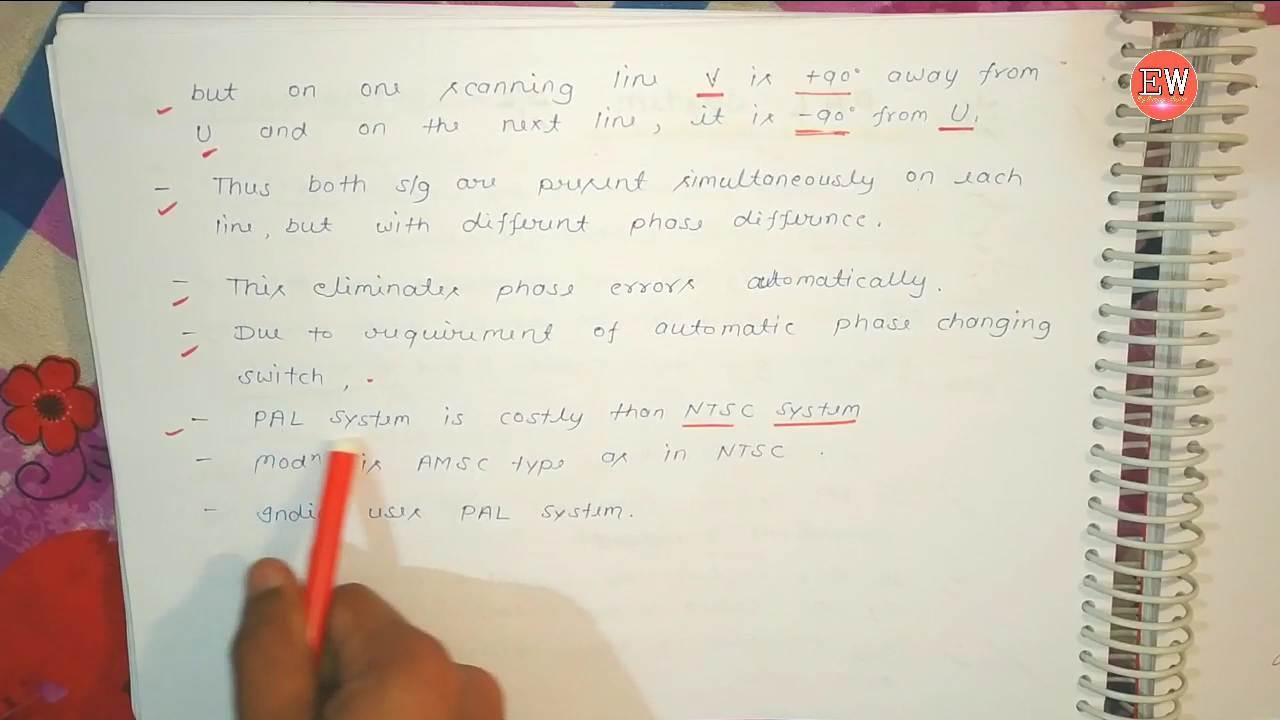 but on one scanning line V is +90° away from
U and on the next line, it is -90° from U.
- Thus both s/g are present simultaneously on each
line, but with different phase differnce.
- This eliminates phase errors automatically.
- Due to requirement of automatic phase changing
switch,
- PAL system is costly than NTSC system
- modn is AMSC type as in NTSC
- India uses PAL system.
EW